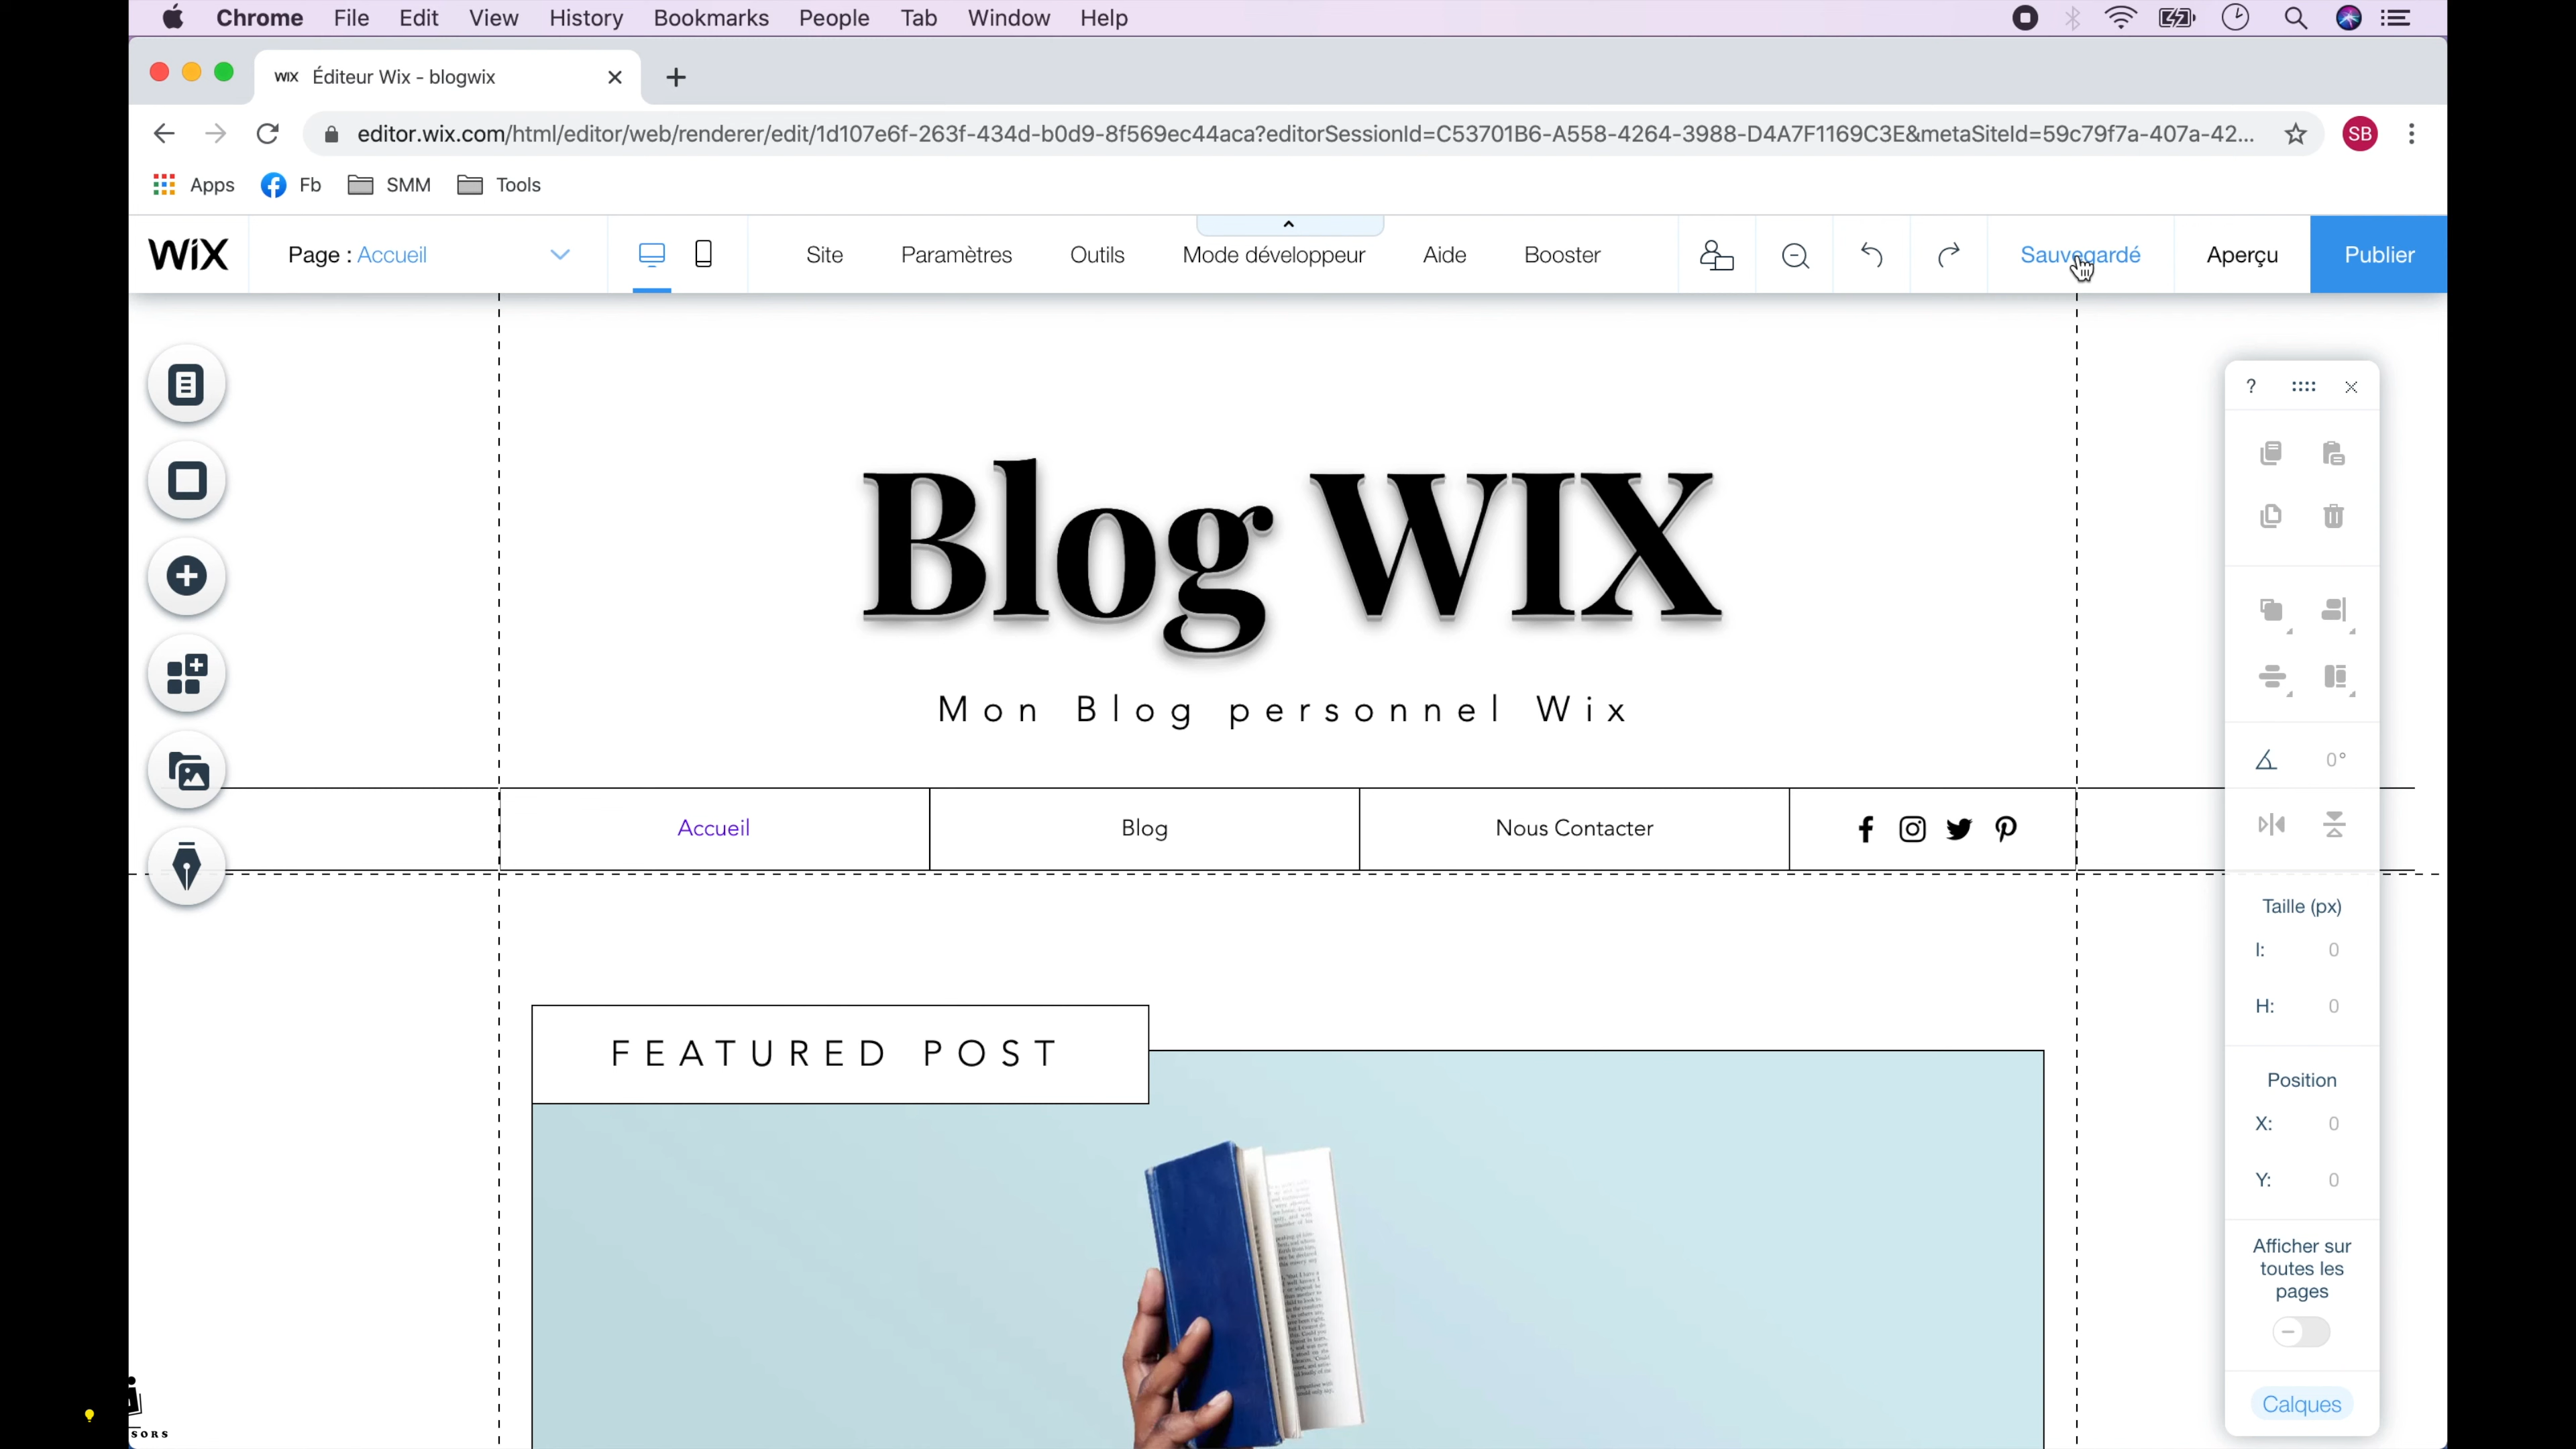 Chrome File Edit View History Bookmarks People Tab Window Help
WiX Éditeur Wix - blogwix
editor.wix.com/html/editor/web/renderer/edit/1d107e6f-263f-434d-b0d9-8f569ec44aca?editorSessionId=C53701B6-A558-4264-3988-D4A7F1169C3E&metaSiteId=59c79f7a-407a-42... SB
Apps Fb SMM Tools
WiX Page : Accueil Site Paramètres Outils Mode développeur Aide Booster Sauvegardé Aperçu Publier
?
Blog WIX
Mon Blog personnel Wix
0°
Accueil Blog Nous Contacter
Taille (px)
l: 0
H: 0
FEATURED POST
Position
X: 0
Y: 0
Afficher sur
toutes les
pages
Calques
SORS